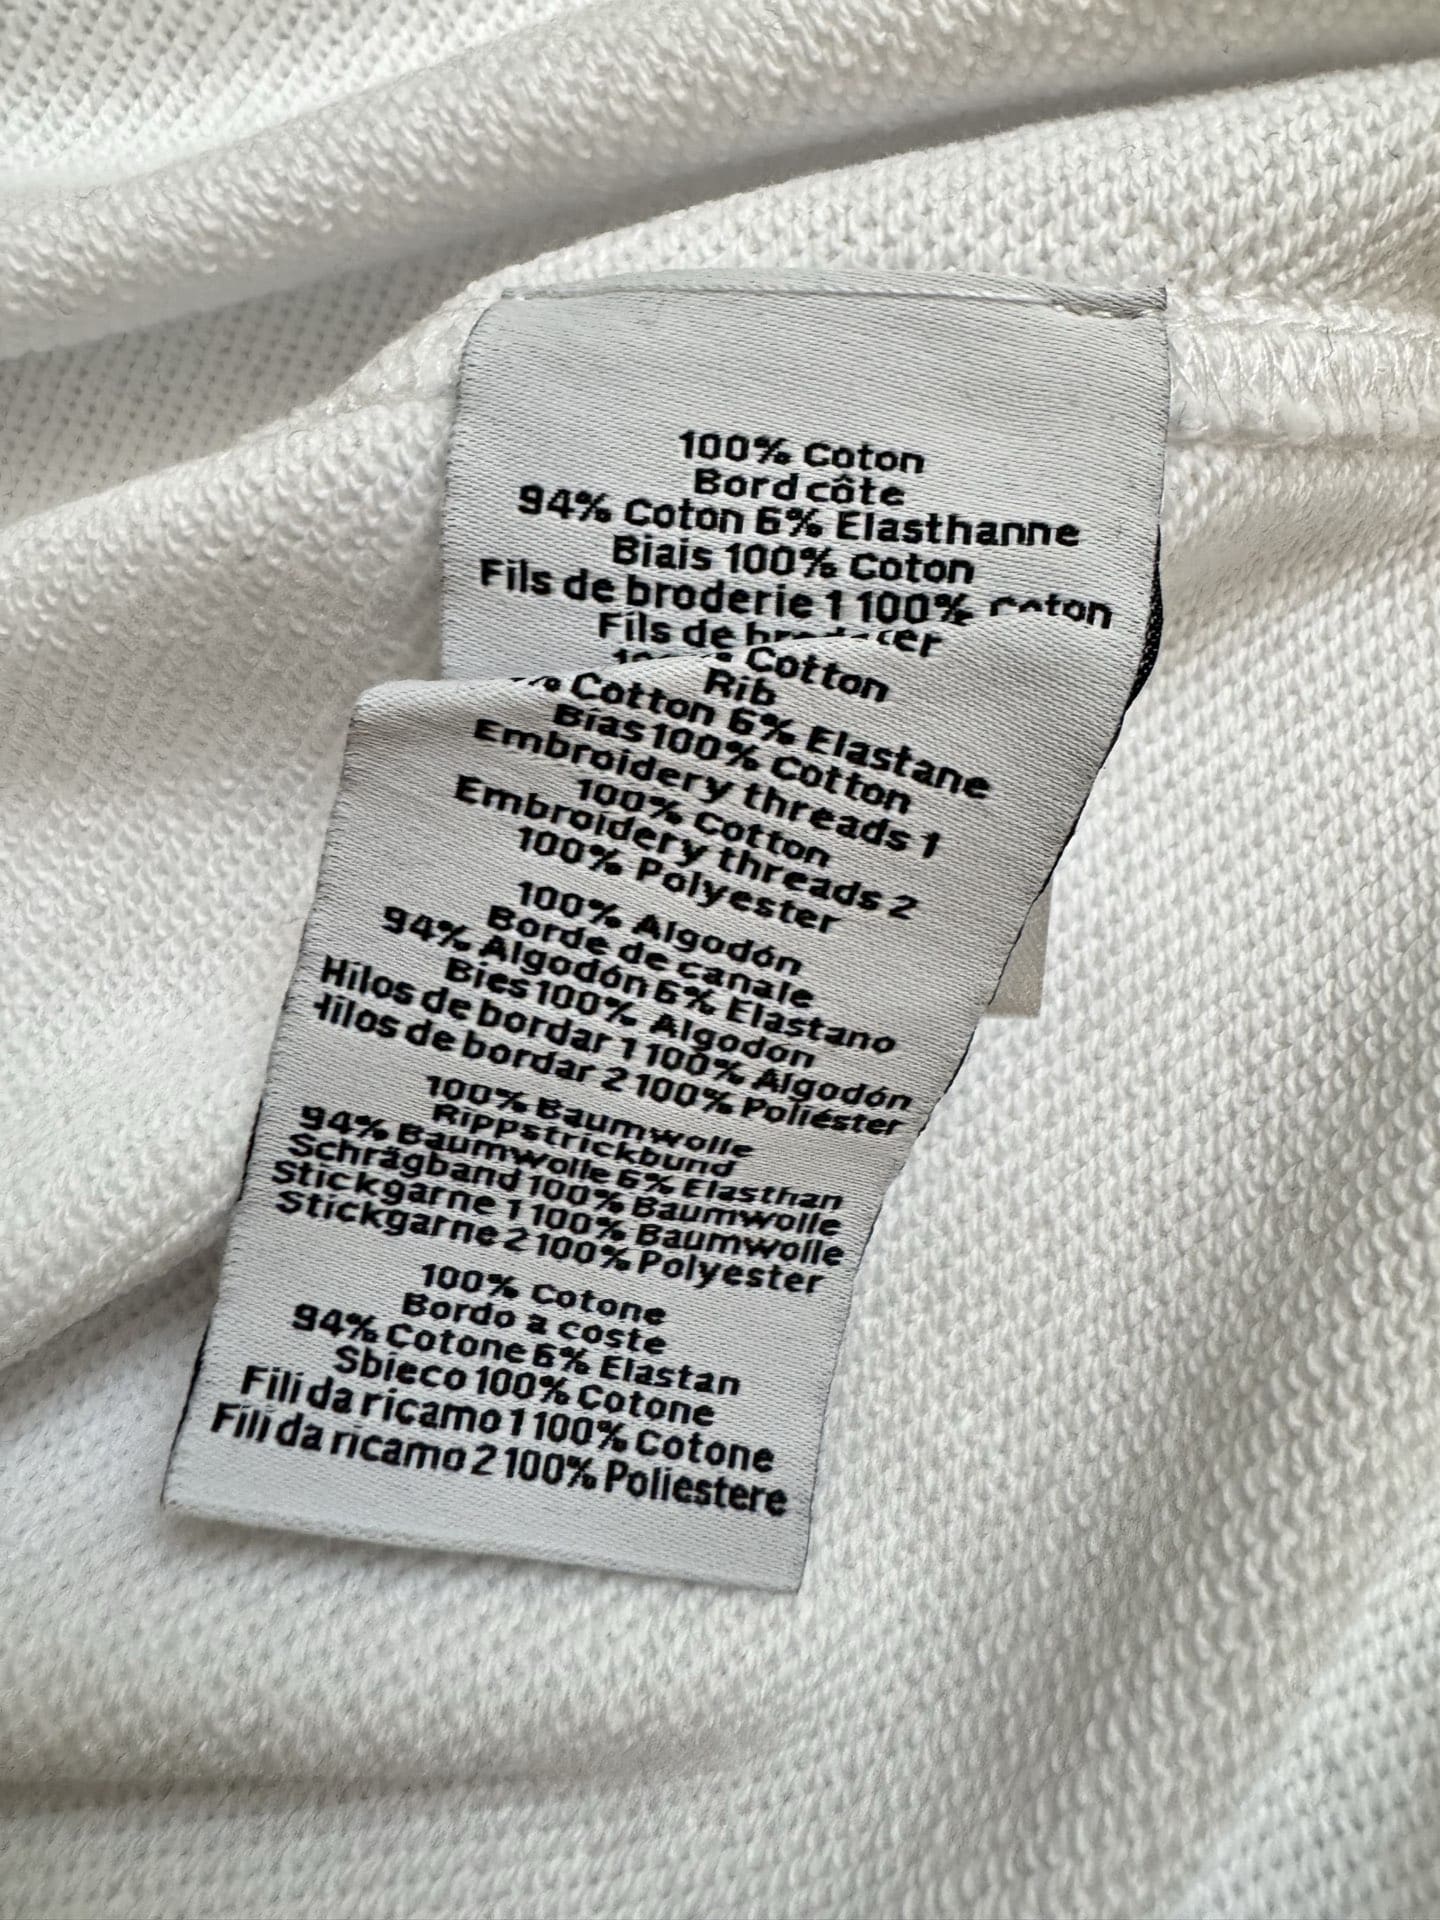 100% Coton
Bord côte
94% Coton 6% Elasthanne
Biais 100% Coton
Fils de broderie 1 100% Coton
Fils de
Cotton
Rib
Cotton 6% Elastane
Bias 100% Cotton
Embroidery threads 1
100% Cotton
Embroidery threads 2
100% Polyester
100% Algodón
Borde de canale
94% Algodón 6% Elastano
Bies 100% Algodon
Hilos de bordar 1 100% Algodón
Hilos de bordar 2 100% Poliéster
100% Baumwolle
Rippstrickbund
94% Baumwolle 6% Elasthan
Schrägband 100% Baumwolle
Stickgarne 1 100% Baumwolle
Stickgarne 2 100% Polyester
100% Cotone
Bordo a coste
94% Cotone 6% Elastan
Sbieco 100% Cotone
Fili da ricamo 1 100% Cotone
Fili da ricamo 2 100% Poliestere